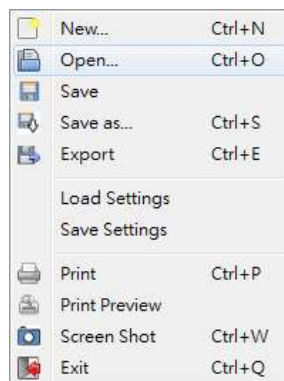 New... Ctrl+N
Open... Ctrl+O
Save
Save as... Ctrl+S
Export Ctrl+E
Load Settings
Save Settings
Print Ctrl+P
Print Preview
Screen Shot Ctrl+W
Exit Ctrl+Q